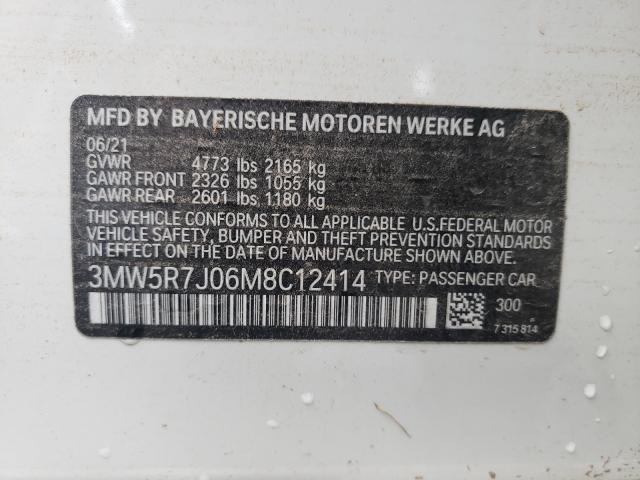 MFD BY BAYERISCHE MOTOREN WERKE AG
06/21
GVWR 4773 lbs 2165 kg
GAWR FRONT 2326 lbs 1055 kg
GAWR REAR 2601 lbs 1180 kg
THIS VEHICLE CONFORMS TO ALL APPLICABLE U.S.FEDERAL MOTOR
VEHICLE SAFETY, BUMPER AND THEFT PREVENTION STANDARDS
IN EFFECT ON THE DATE OF MANUFACTURE SHOWN ABOVE.
3MW5R7J06M8C12414 TYPE: PASSENGER CAR
300
7 315 814